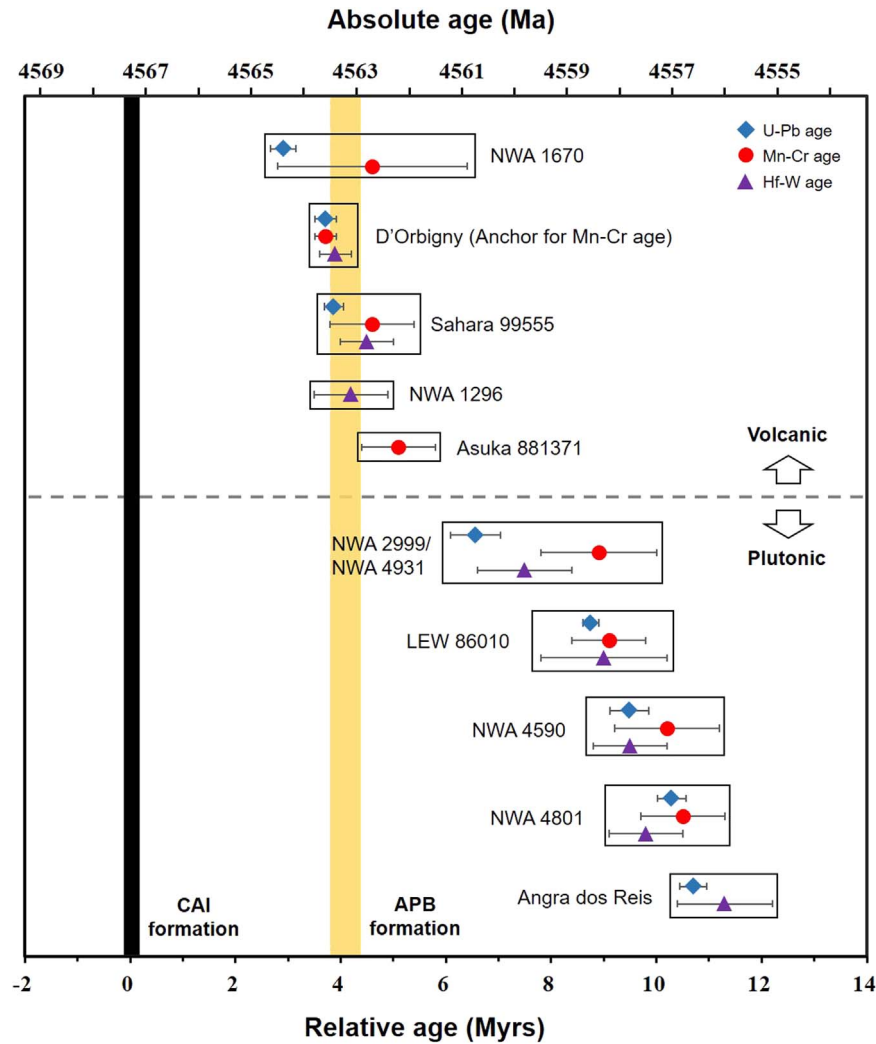 Absolute age (Ma)
4569 4567 4565 4563 4561 4559 4557 4555
U-Pb age
Mn-Cr age
Hf-W age
NWA 1670
D'Orbigny (Anchor for Mn-Cr age)
Sahara 99555
NWA 1296
Asuka 881371
Volcanic
Plutonic
NWA 2999/
NWA 4931
LEW 86010
NWA 4590
NWA 4801
Angra dos Reis
CAI
formation
APB
formation
-2 0 2 4 6 8 10 12 14
Relative age (Myrs)